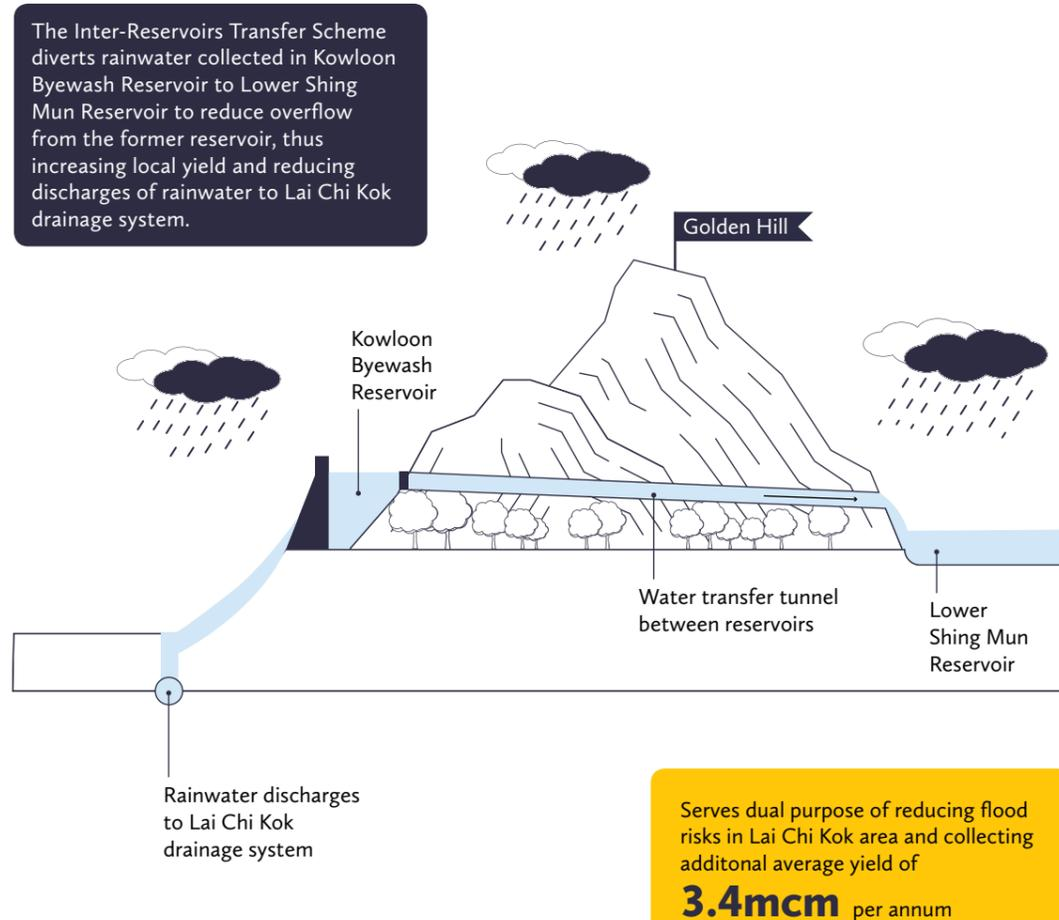 The Inter-Reservoirs Transfer Scheme
diverts rainwater collected in Kowloon
Byewash Reservoir to Lower Shing
Mun Reservoir to reduce overflow
from the former reservoir, thus
increasing local yield and reducing
discharges of rainwater to Lai Chi Kok
drainage system.
Golden Hill
Kowloon
Byewash
Reservoir
Water transfer tunnel
between reservoirs
Lower
Shing Mun
Reservoir
Rainwater discharges
to Lai Chi Kok
drainage system
Serves dual purpose of reducing flood
risks in Lai Chi Kok area and collecting
additonal average yield of
3.4mcm per annum